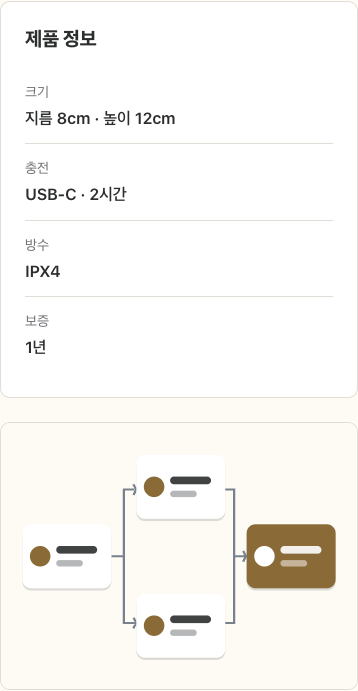 제품 정보
크기
지름 8cm · 높이 12cm
충전
USB-C · 2시간
방수
IPX4
보증
1년